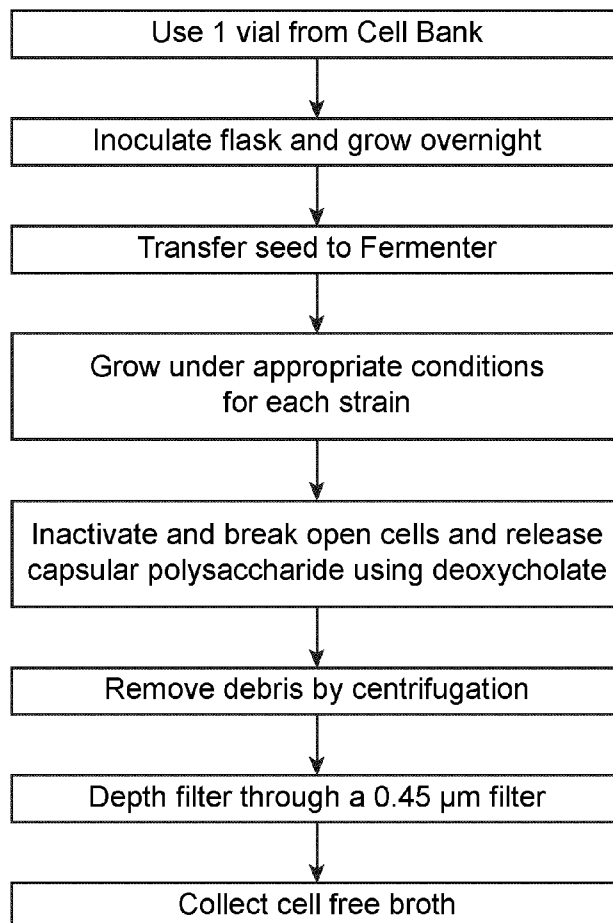 Use 1 vial from Cell Bank
Inoculate flask and grow overnight
Transfer seed to Fermenter
Grow under appropriate conditions
for each strain
Inactivate and break open cells and release
capsular polysaccharide using deoxycholate
Remove debris by centrifugation
Depth filter through a 0.45 µm filter
Collect cell free broth